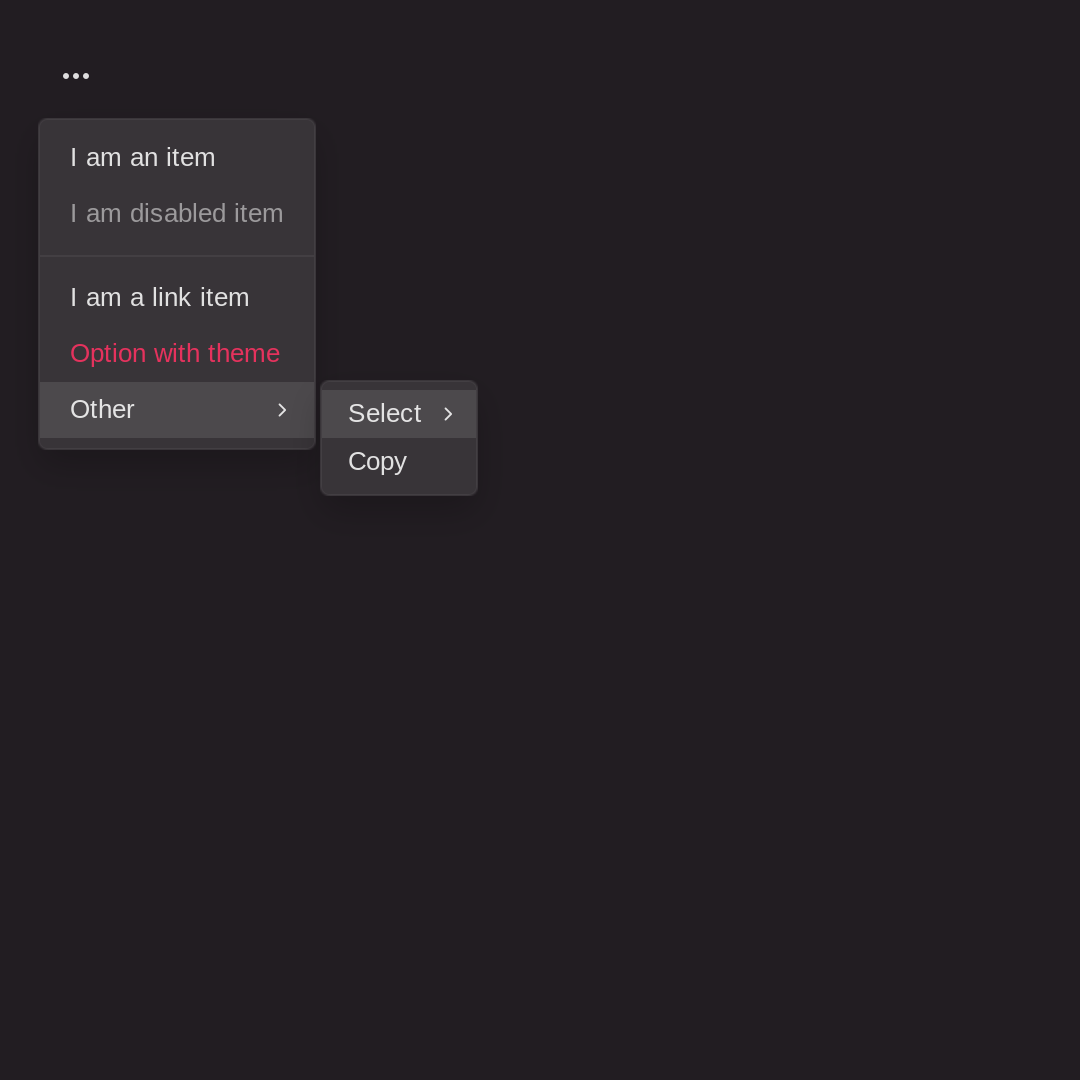 I am an item
I am disabled item
I am a link item
Option with theme
Other
Select
Copy